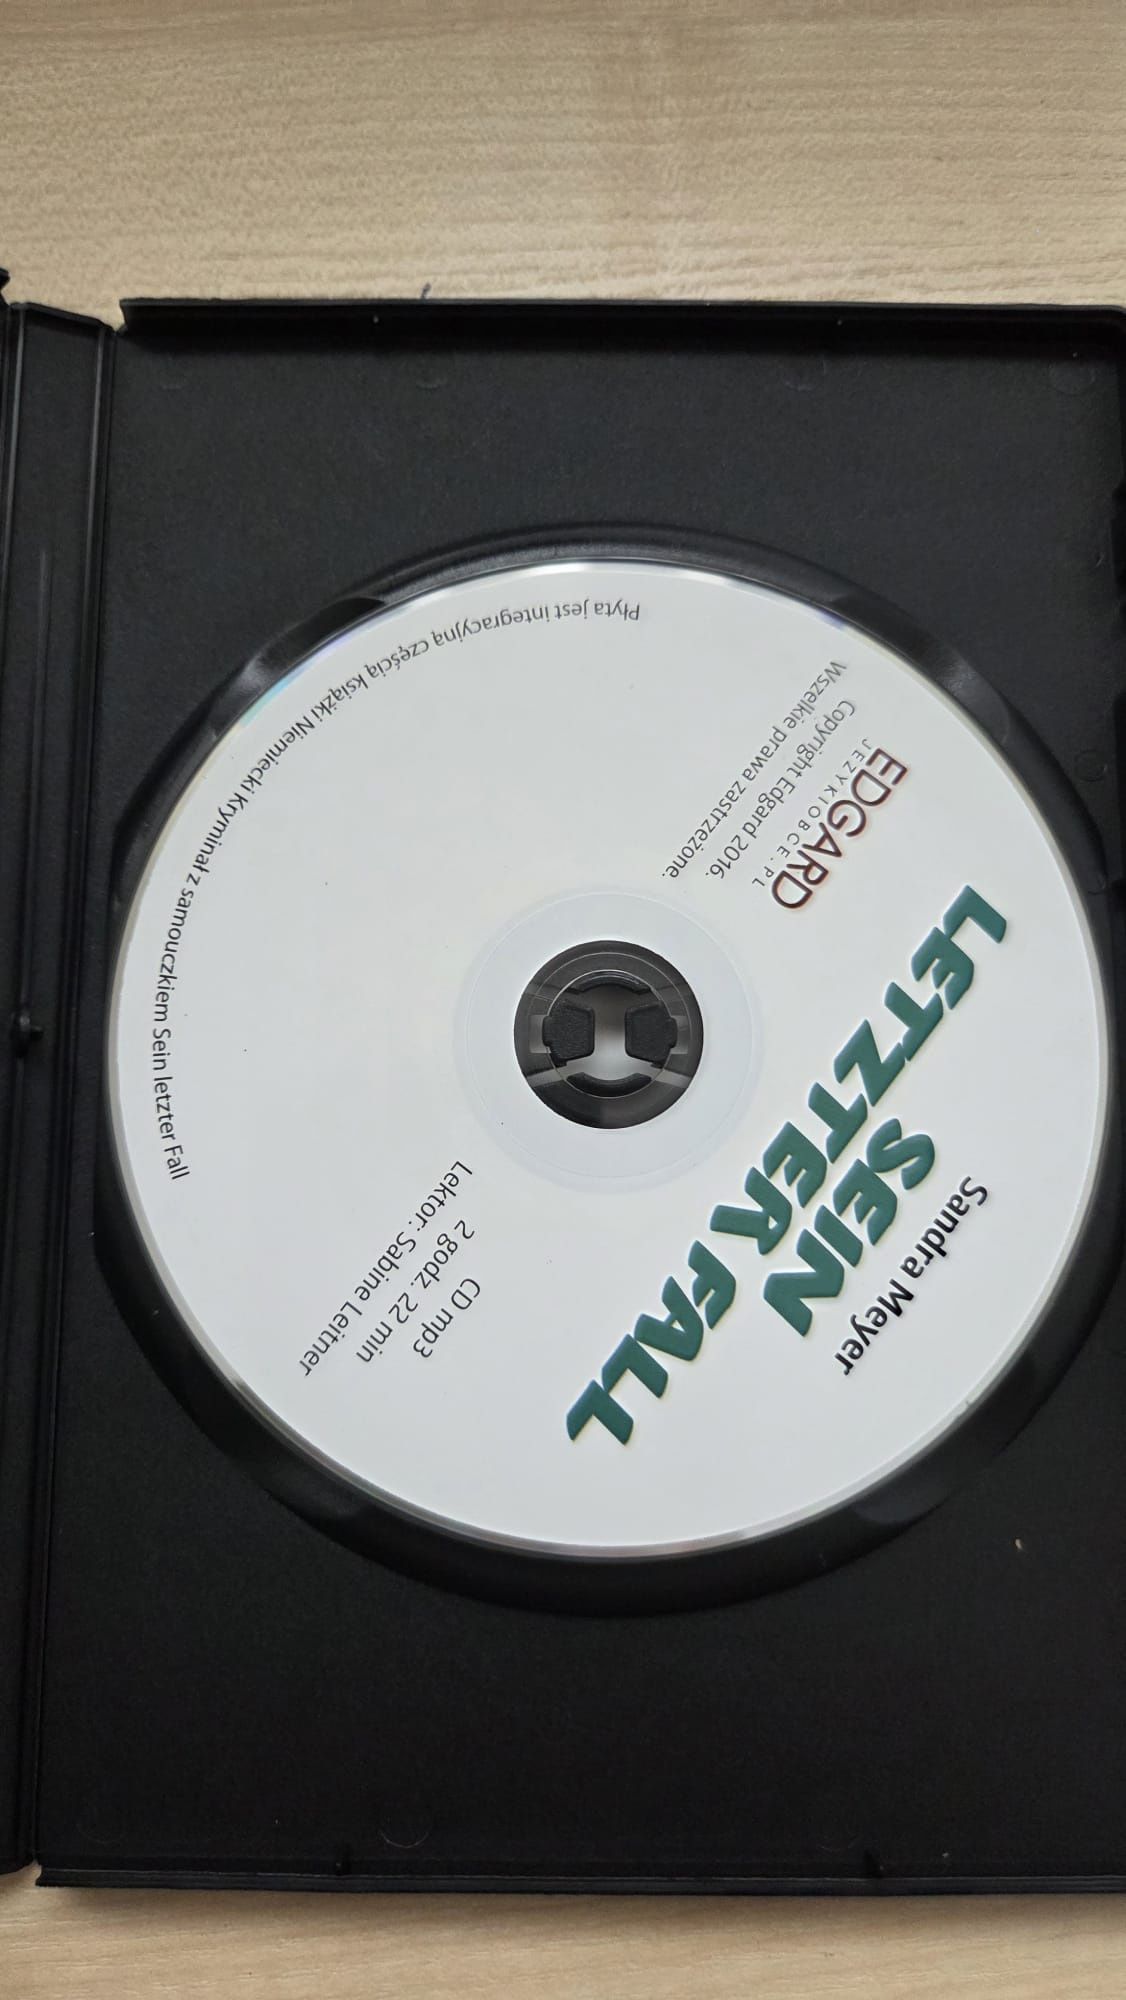 Sandra Meyer
SEIN
LETZTER FALL
EDGARD
JEZYKIOBCE.PL
Copyright Edgard 2016.
Wszelkie prawa zastrzeżone.
CD mp3
2 godz. 22 min
Lektor: Sabine Leitner
Płyta jest integracyjną częścią książki Niemiecki Kryminał z samouczkiem Sein letzter Fall